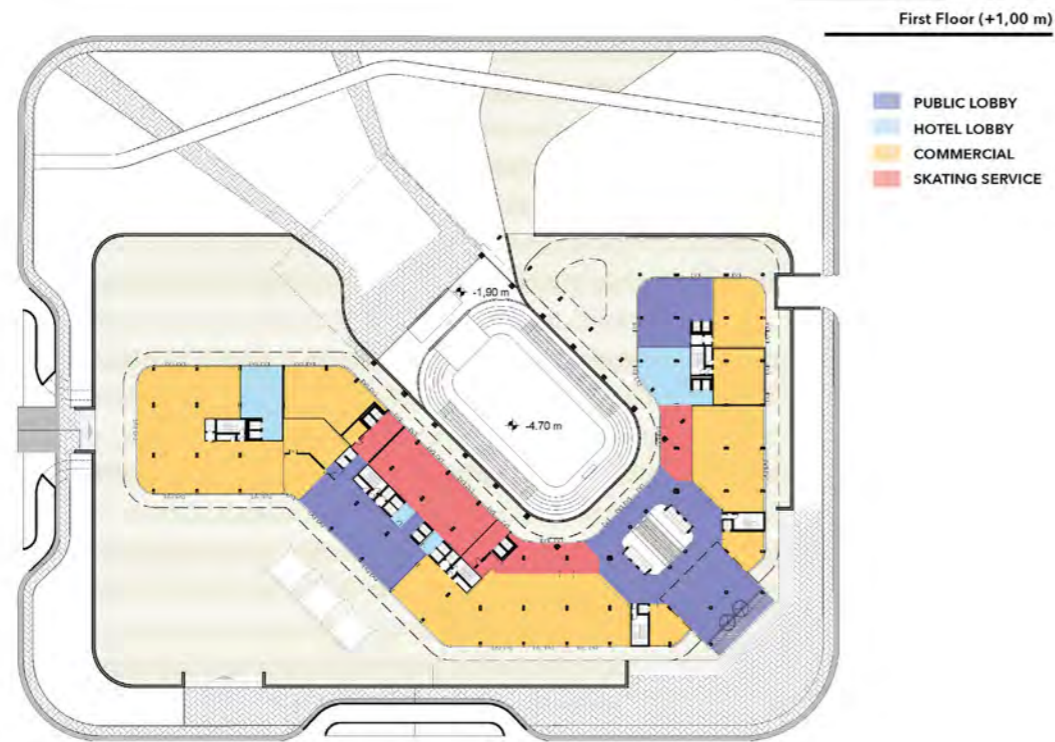 First Floor (+1,00 m)
PUBLIC LOBBY
HOTEL LOBBY
COMMERCIAL
SKATING SERVICE
-1,90 m
-4.70 m